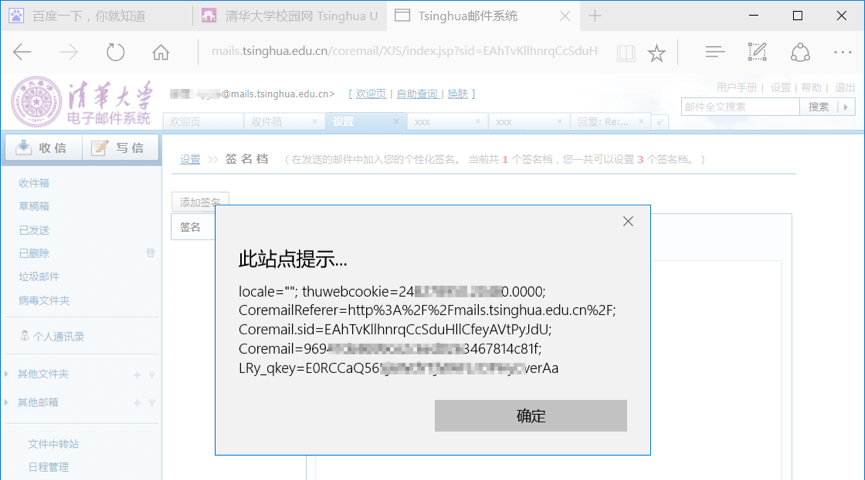 百度一下，你就知道
清华大学校园网 Tsinghua U
Tsinghua邮件系统
mails.tsinghua.edu.cn/coremail/XJS/index.jsp?sid=EAhTvKllhnrqCcSduH
清华大学
电子邮件系统
@mails.tsinghua.edu.cn>
[ 欢迎页 | 自助查询 | 换肤 ]
用户手册 | 设置 | 帮助 | 退出
邮件全文搜索
搜索
欢迎页
收件箱
设置
xxx
xxx
回复: Re:...
收信
写信
设置 >> 签名档 （在发送的邮件中加入您的个性化签名。 当前共 1 个签名档，您一共可以设置 3 个签名档。）
收件箱
草稿箱
已发送
已删除
垃圾邮件
病毒文件夹
个人通讯录
其他文件夹
其他邮箱
文件中转站
日程管理
添加签名
签名
此站点提示...
locale=""; thuwebcookie=24 0.0000;
CoremailReferer=http%3A%2F%2Fmails.tsinghua.edu.cn%2F;
Coremail.sid=EAhTvKllhnrqCcSduHllCfeyAVtPyJdU;
Coremail=969 3467814c81f;
LRy_qkey=E0RCCaQ56 verAa
确定